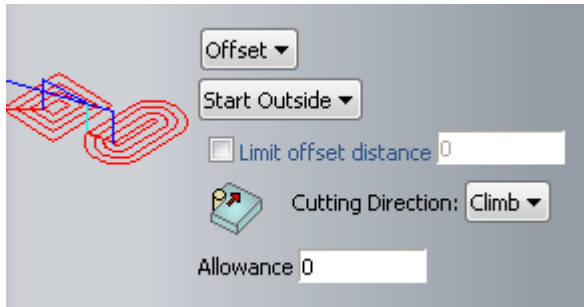 Offset
Start Outside
Limit offset distance 0
Cutting Direction: Climb
Allowance 0